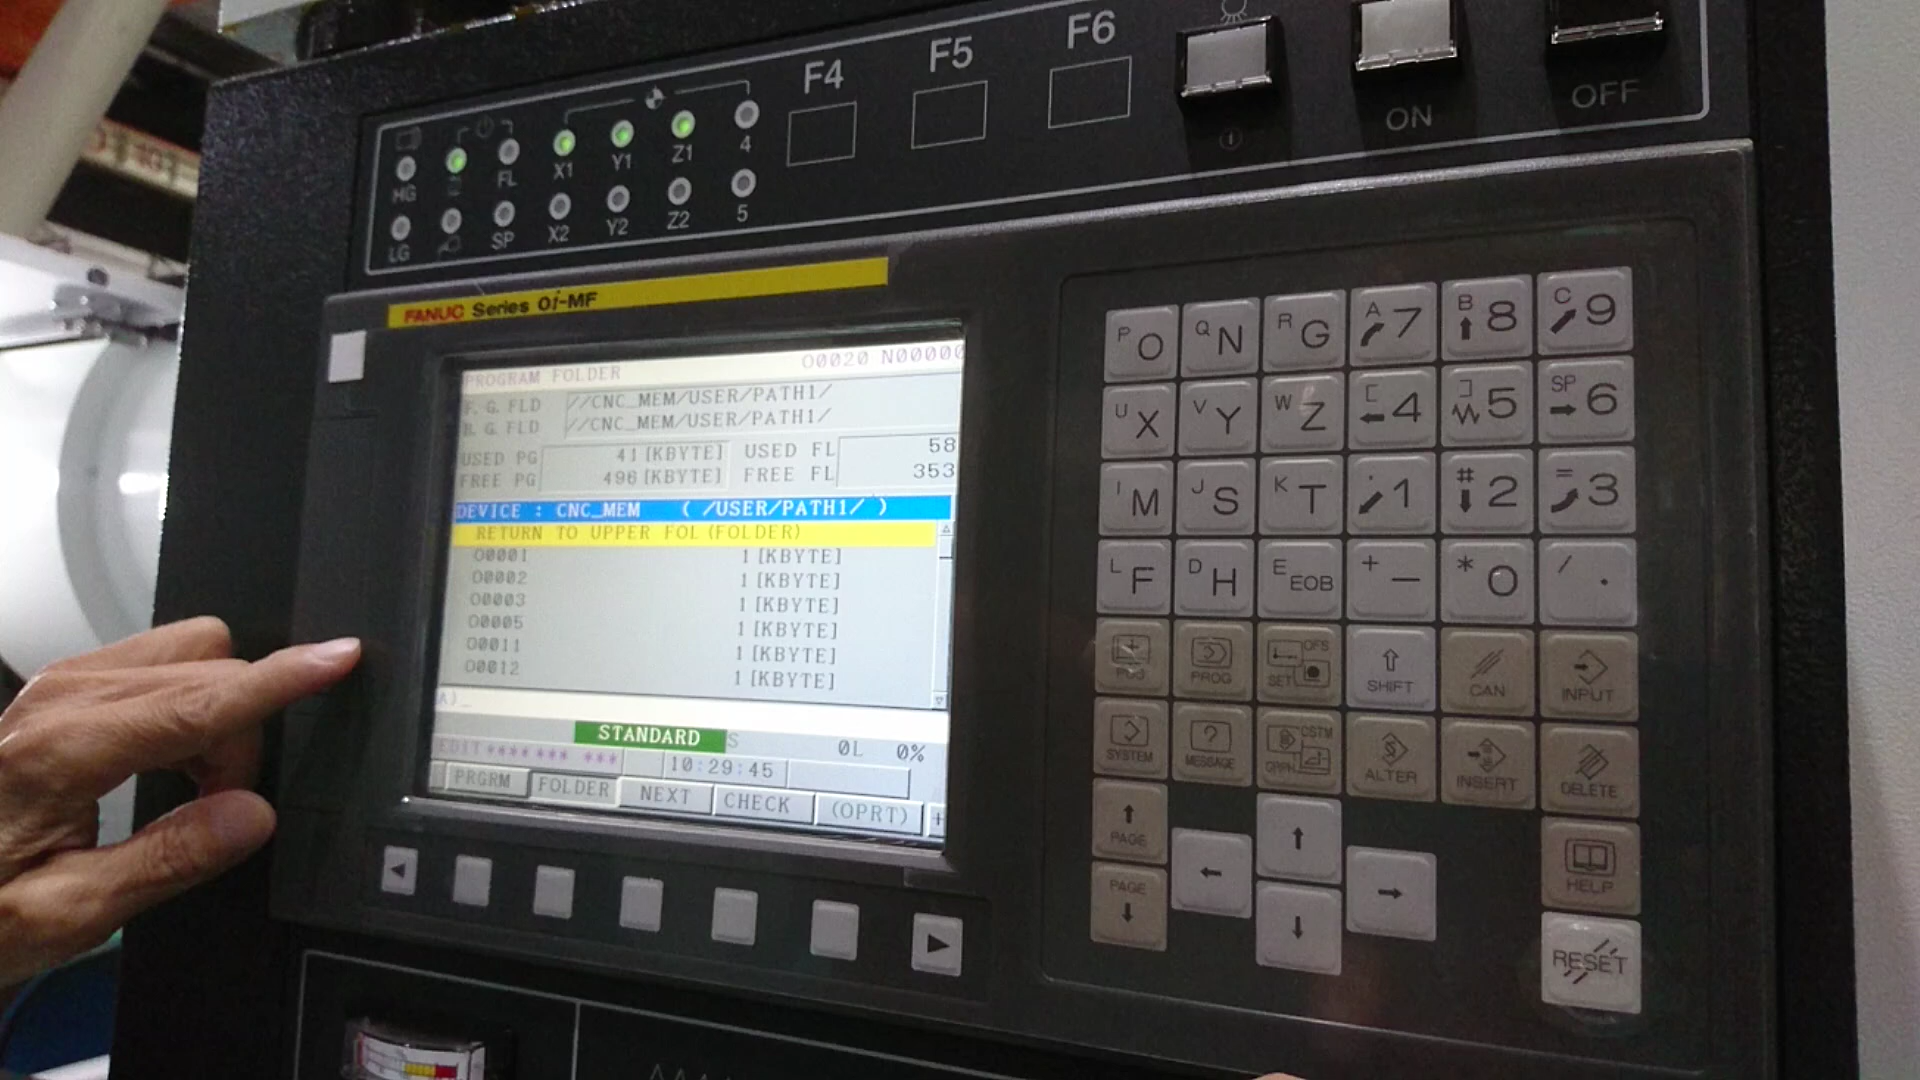 F4 F5 F6
ON OFF
HG FL X1 Y1 Z1 4
LG SP X2 Y2 Z2 5
FANUC Series 0i-MF
PROGRAM FOLDER O0020 N00000
F. G. FLD //CNC_MEM/USER/PATH1/
B. G. FLD //CNC_MEM/USER/PATH1/
USED PG 41[KBYTE] USED FL 58
FREE PG 496[KBYTE] FREE FL 353
DEVICE : CNC_MEM ( /USER/PATH1/ )
RETURN TO UPPER FOL(FOLDER)
O0001 1[KBYTE]
O0002 1[KBYTE]
O0003 1[KBYTE]
O0005 1[KBYTE]
O0011 1[KBYTE]
O0012 1[KBYTE]
A)_
STANDARD S 0L 0%
EDIT **** *** *** 10:29:45
PRGRM FOLDER NEXT CHECK (OPRT) +
P O Q N R G A 7 B 8 C 9
U X V Y W Z [ 4 ] 5 SP 6
I M J S K T , 1 # 2 = 3
L F D H E EOB + - * 0 / .
POS PROG OFS SET SHIFT CAN INPUT
SYSTEM MESSAGE CSTM GRPH ALTER INSERT DELETE
PAGE
PAGE
HELP
RESET